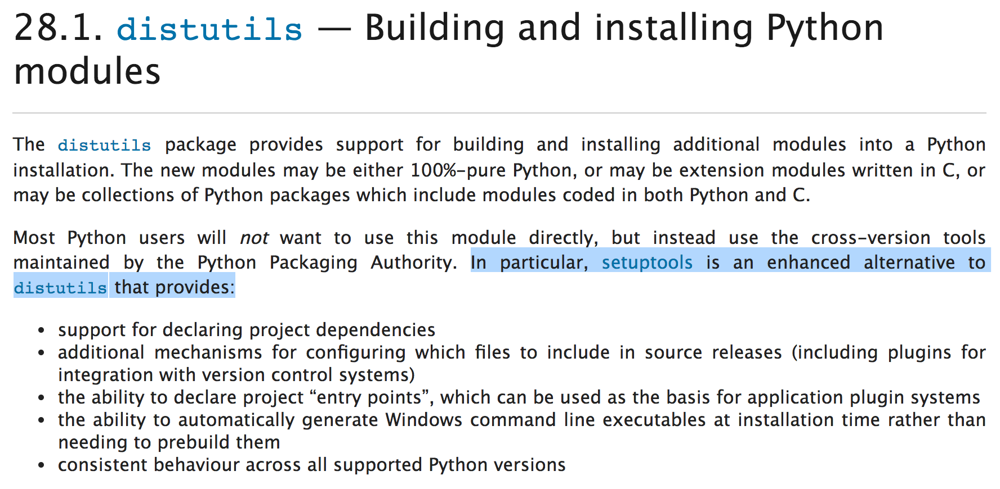 28.1. distutils — Building and installing Python
modules
The distutils package provides support for building and installing additional modules into a Python
installation. The new modules may be either 100%-pure Python, or may be extension modules written in C, or
may be collections of Python packages which include modules coded in both Python and C.
Most Python users will not want to use this module directly, but instead use the cross-version tools
maintained by the Python Packaging Authority. In particular, setuptools is an enhanced alternative to
distutils that provides:
• support for declaring project dependencies
• additional mechanisms for configuring which files to include in source releases (including plugins for
integration with version control systems)
• the ability to declare project “entry points”, which can be used as the basis for application plugin systems
• the ability to automatically generate Windows command line executables at installation time rather than
needing to prebuild them
• consistent behaviour across all supported Python versions